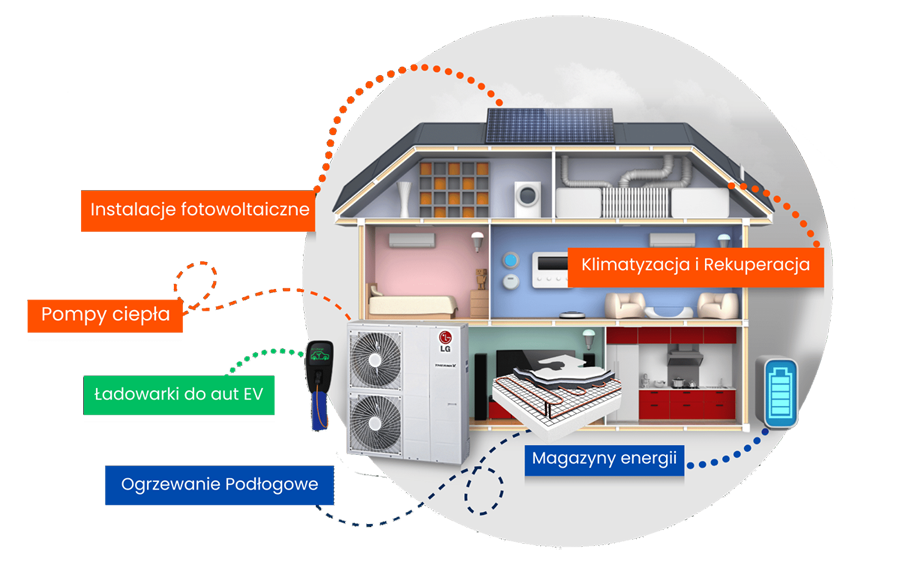 Instalacje fotowoltaiczne
Klimatyzacja i Rekuperacja
Pompy ciepła
LG
Ładowarki do aut EV
Magazyny energii
Ogrzewanie Podłogowe